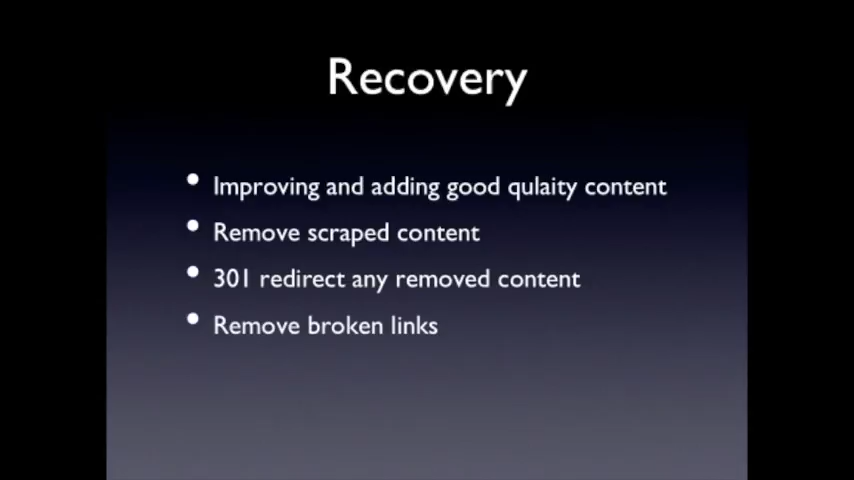 Recovery
• Improving and adding good qulaity content
• Remove scraped content
• 301 redirect any removed content
• Remove broken links